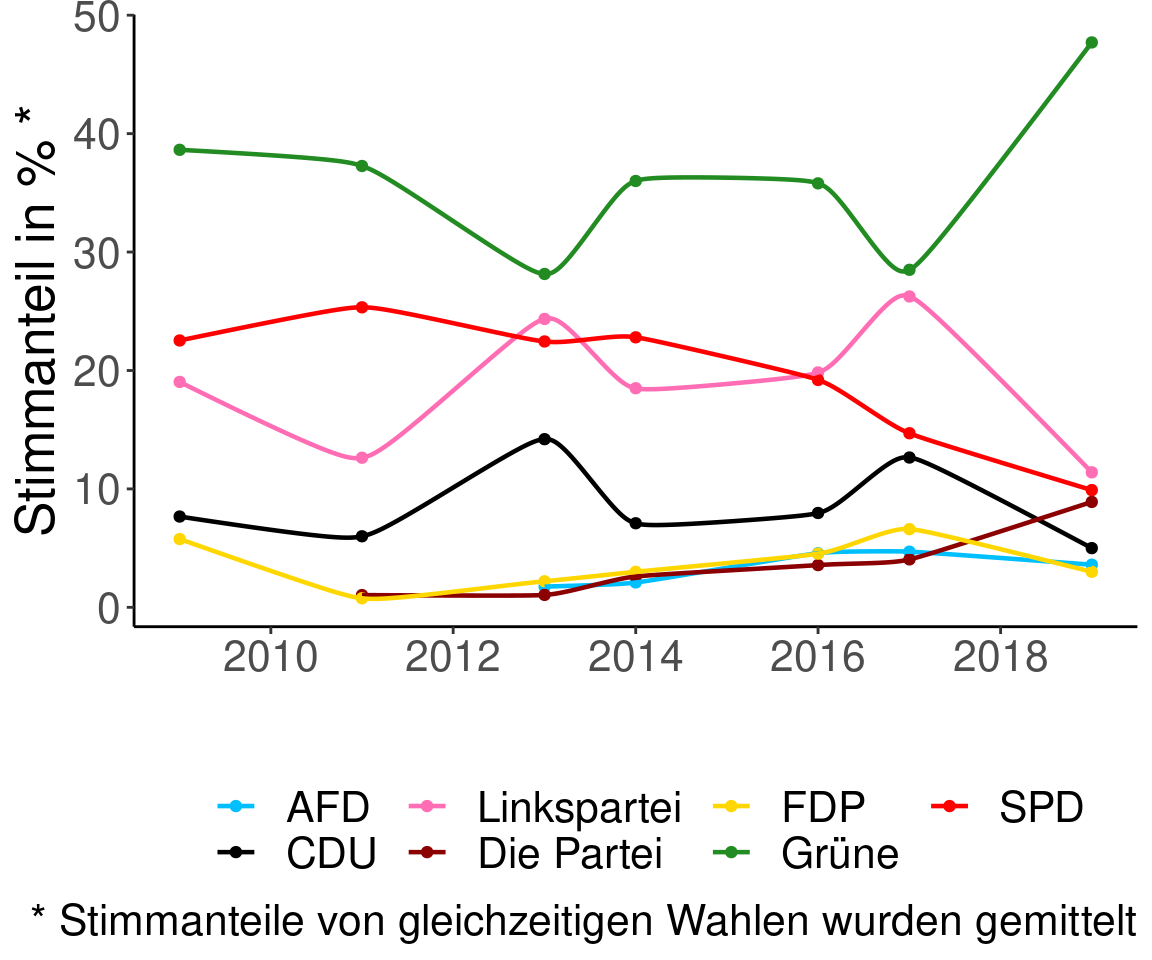 Stimmanteil in % *
50
40
30
20
10
0
2010 2012 2014 2016 2018
AFD Linkspartei FDP SPD
CDU Die Partei Grüne
* Stimmanteile von gleichzeitigen Wahlen wurden gemittelt